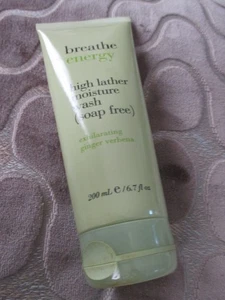 breathe
energy
high lather
moisture
wash
(soap free)
exhilarating
ginger verbena
200 mL ℮ / 6.7 fl oz